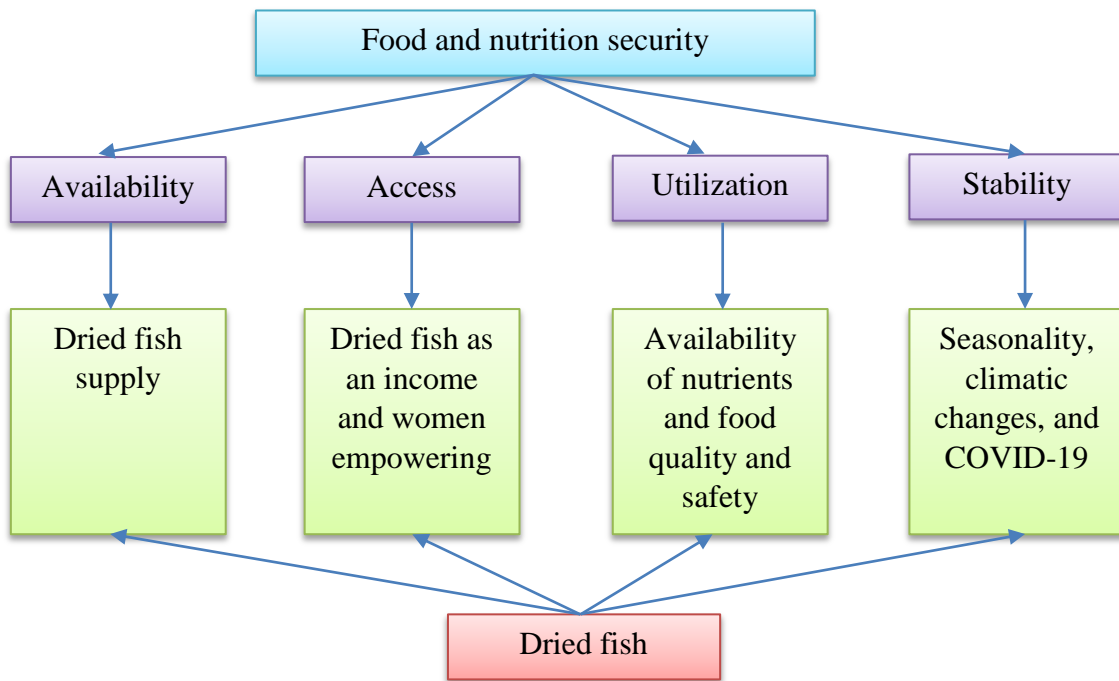 Food and nutrition security
Availability
Access
Utilization
Stability
Dried fish
supply
Dried fish as
an income
and women
empowering
Availability
of nutrients
and food
quality and
safety
Seasonality,
climatic
changes, and
COVID-19
Dried fish